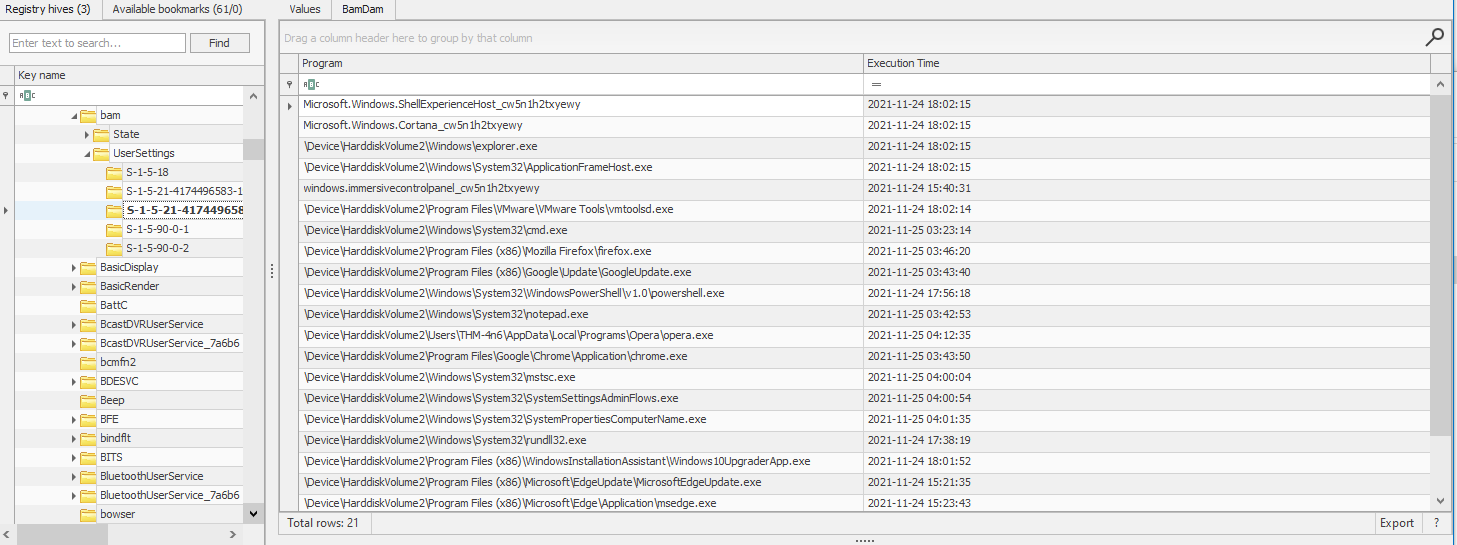 Registry hives (3) Available bookmarks (61/0)
Enter text to search... Find
Key name
ABC
bam
State
UserSettings
S-1-5-18
S-1-5-21-4174496583-1
S-1-5-21-417449658
S-1-5-90-0-1
S-1-5-90-0-2
BasicDisplay
BasicRender
BattC
BcastDVRUserService
BcastDVRUserService_7a6b6
bcmfn2
BDESVC
Beep
BFE
bindflt
BITS
BluetoothUserService
BluetoothUserService_7a6b6
bowser
Values BamDam
Drag a column header here to group by that column
Program Execution Time
ABC =
Microsoft.Windows.ShellExperienceHost_cw5n1h2txyewy 2021-11-24 18:02:15
Microsoft.Windows.Cortana_cw5n1h2txyewy 2021-11-24 18:02:15
\Device\HarddiskVolume2\Windows\explorer.exe 2021-11-24 18:02:15
\Device\HarddiskVolume2\Windows\System32\ApplicationFrameHost.exe 2021-11-24 18:02:15
windows.immersivecontrolpanel_cw5n1h2txyewy 2021-11-24 15:40:31
\Device\HarddiskVolume2\Program Files\VMware\VMware Tools\vmtoolsd.exe 2021-11-24 18:02:14
\Device\HarddiskVolume2\Windows\System32\cmd.exe 2021-11-25 03:23:14
\Device\HarddiskVolume2\Program Files (x86)\Mozilla Firefox\firefox.exe 2021-11-25 03:46:20
\Device\HarddiskVolume2\Program Files (x86)\Google\Update\GoogleUpdate.exe 2021-11-25 03:43:40
\Device\HarddiskVolume2\Windows\System32\WindowsPowerShell\v1.0\powershell.exe 2021-11-24 17:56:18
\Device\HarddiskVolume2\Windows\System32\notepad.exe 2021-11-25 03:42:53
\Device\HarddiskVolume2\Users\THM-4n6\AppData\Local\Programs\Opera\opera.exe 2021-11-25 04:12:35
\Device\HarddiskVolume2\Program Files\Google\Chrome\Application\chrome.exe 2021-11-25 03:43:50
\Device\HarddiskVolume2\Windows\System32\mstsc.exe 2021-11-25 04:00:04
\Device\HarddiskVolume2\Windows\System32\SystemSettingsAdminFlows.exe 2021-11-25 04:00:54
\Device\HarddiskVolume2\Windows\System32\SystemPropertiesComputerName.exe 2021-11-25 04:01:35
\Device\HarddiskVolume2\Windows\System32\rundll32.exe 2021-11-24 17:38:19
\Device\HarddiskVolume2\Program Files (x86)\WindowsInstallationAssistant\Windows10UpgraderApp.exe 2021-11-24 18:01:52
\Device\HarddiskVolume2\Program Files (x86)\Microsoft\EdgeUpdate\MicrosoftEdgeUpdate.exe 2021-11-24 15:21:35
\Device\HarddiskVolume2\Program Files (x86)\Microsoft\Edge\Application\msedge.exe 2021-11-24 15:23:43
Total rows: 21 Export ?